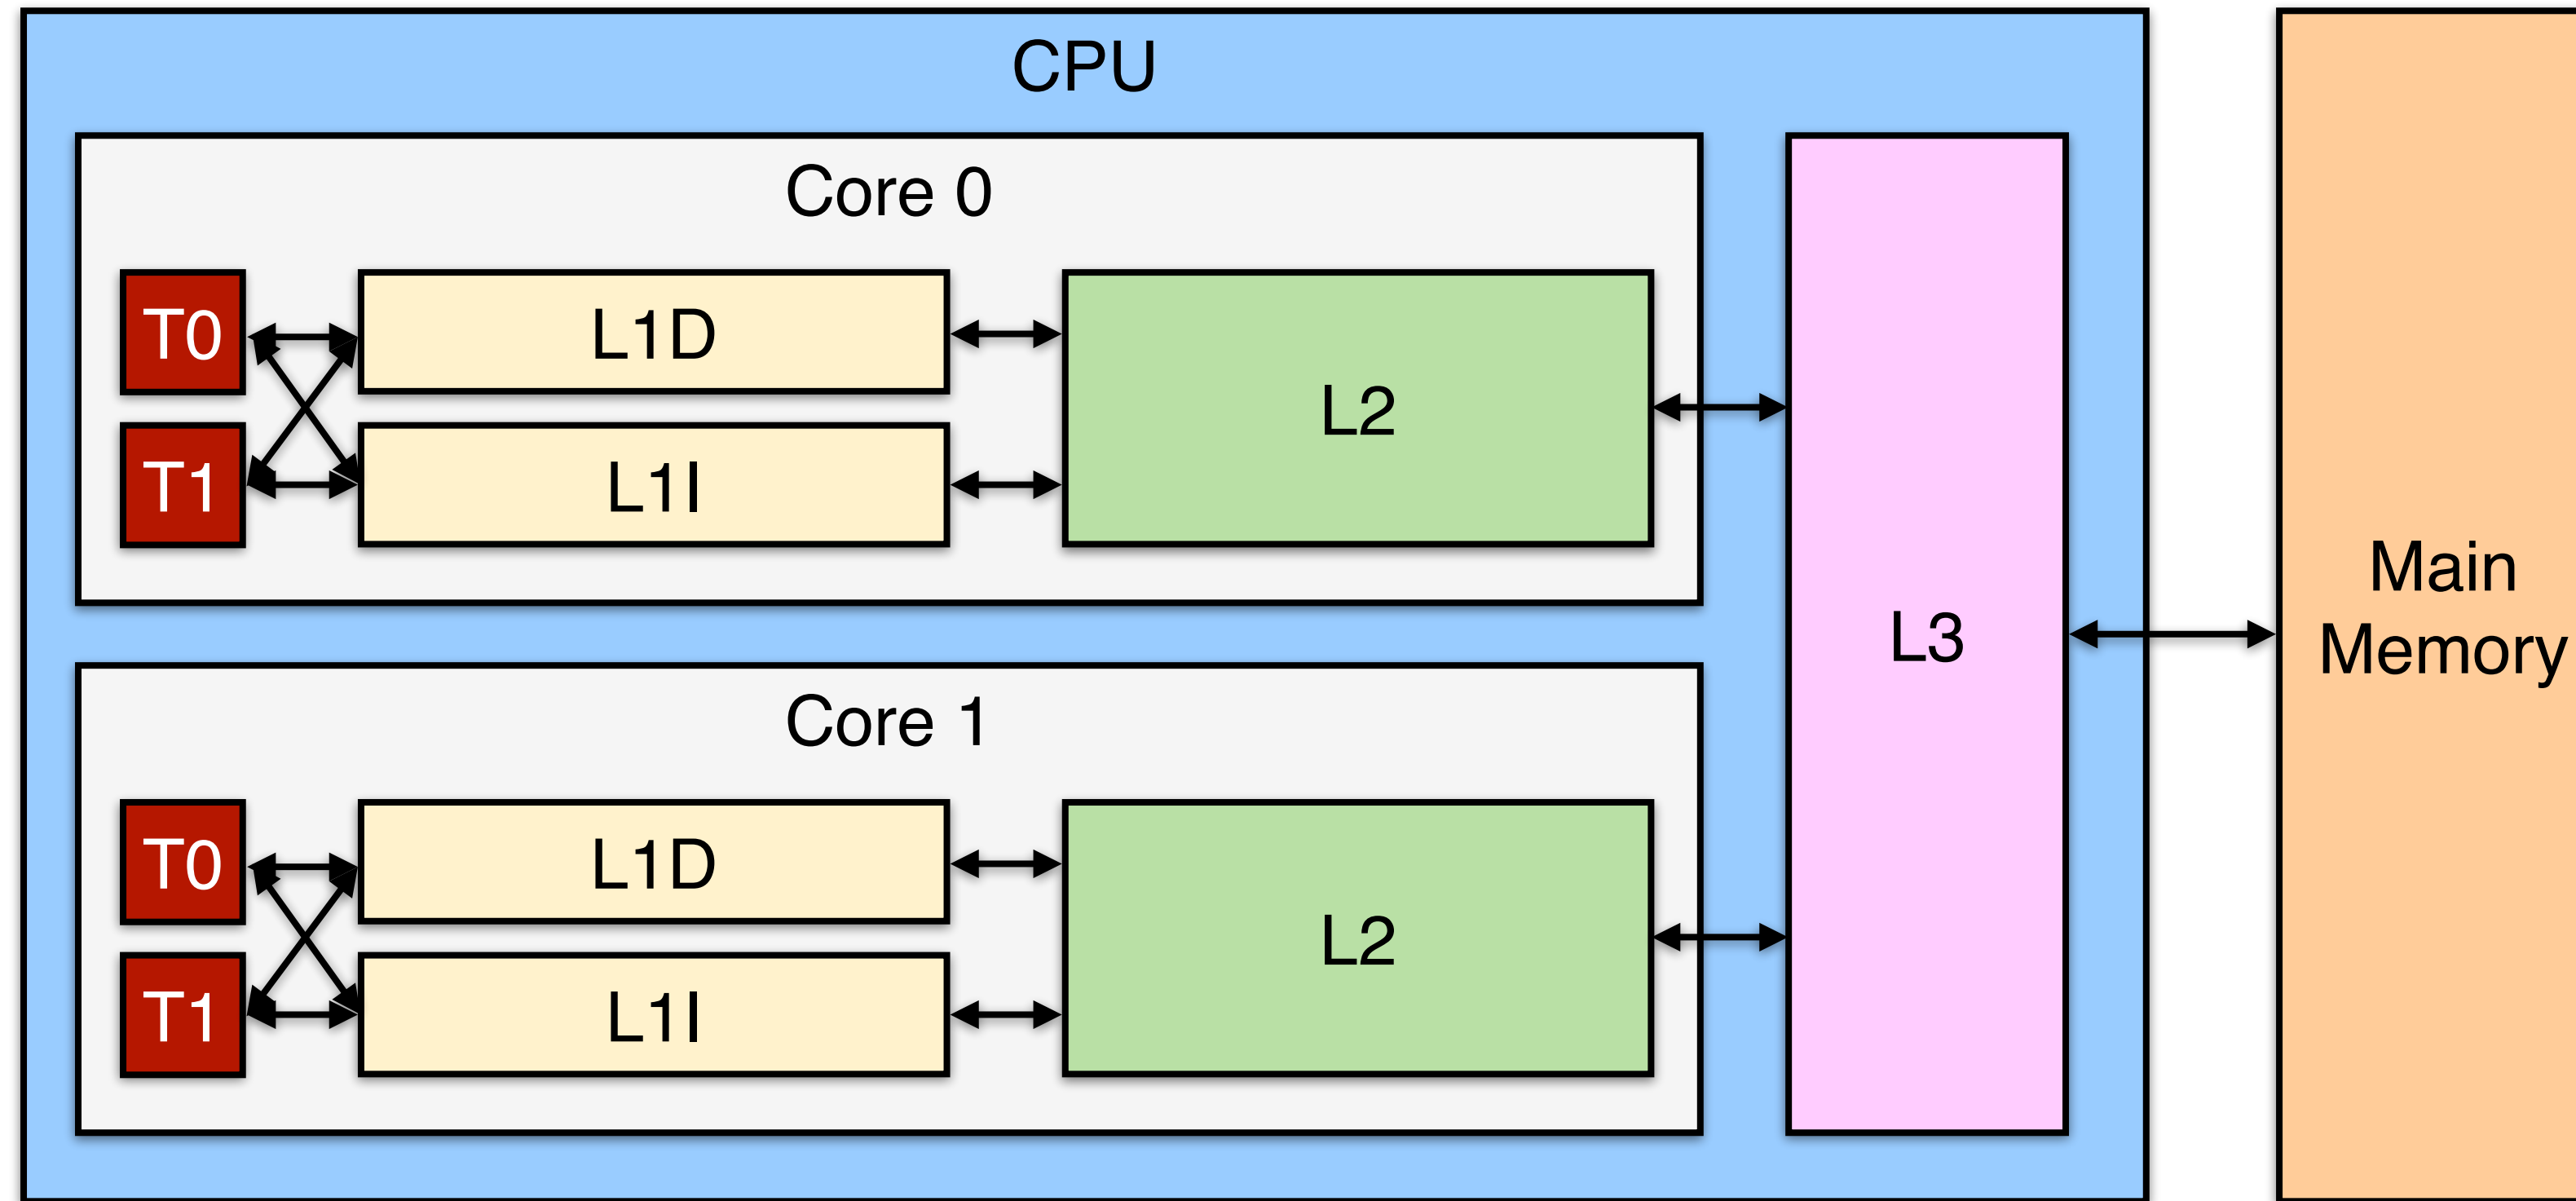 CPU
Core 0
T0
L1D
T1
L1I
L2
Core 1
T0
L1D
T1
L1I
L2
L3
Main
Memory